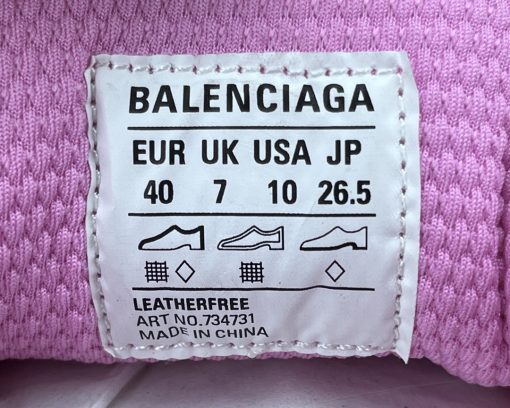 BALENCIAGA
EUR UK USA JP
40 7 10 26.5
LEATHERFREE
ART NO.734731
MADE IN CHINA